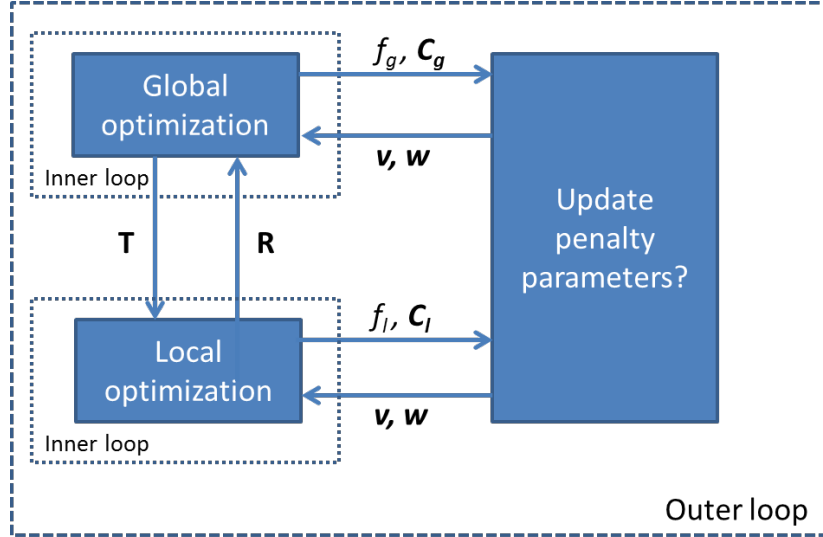 Global
optimization
Inner loop
f_g, C_g
v, w
T
R
Update
penalty
parameters?
Local
optimization
Inner loop
f_l, C_l
v, w
Outer loop